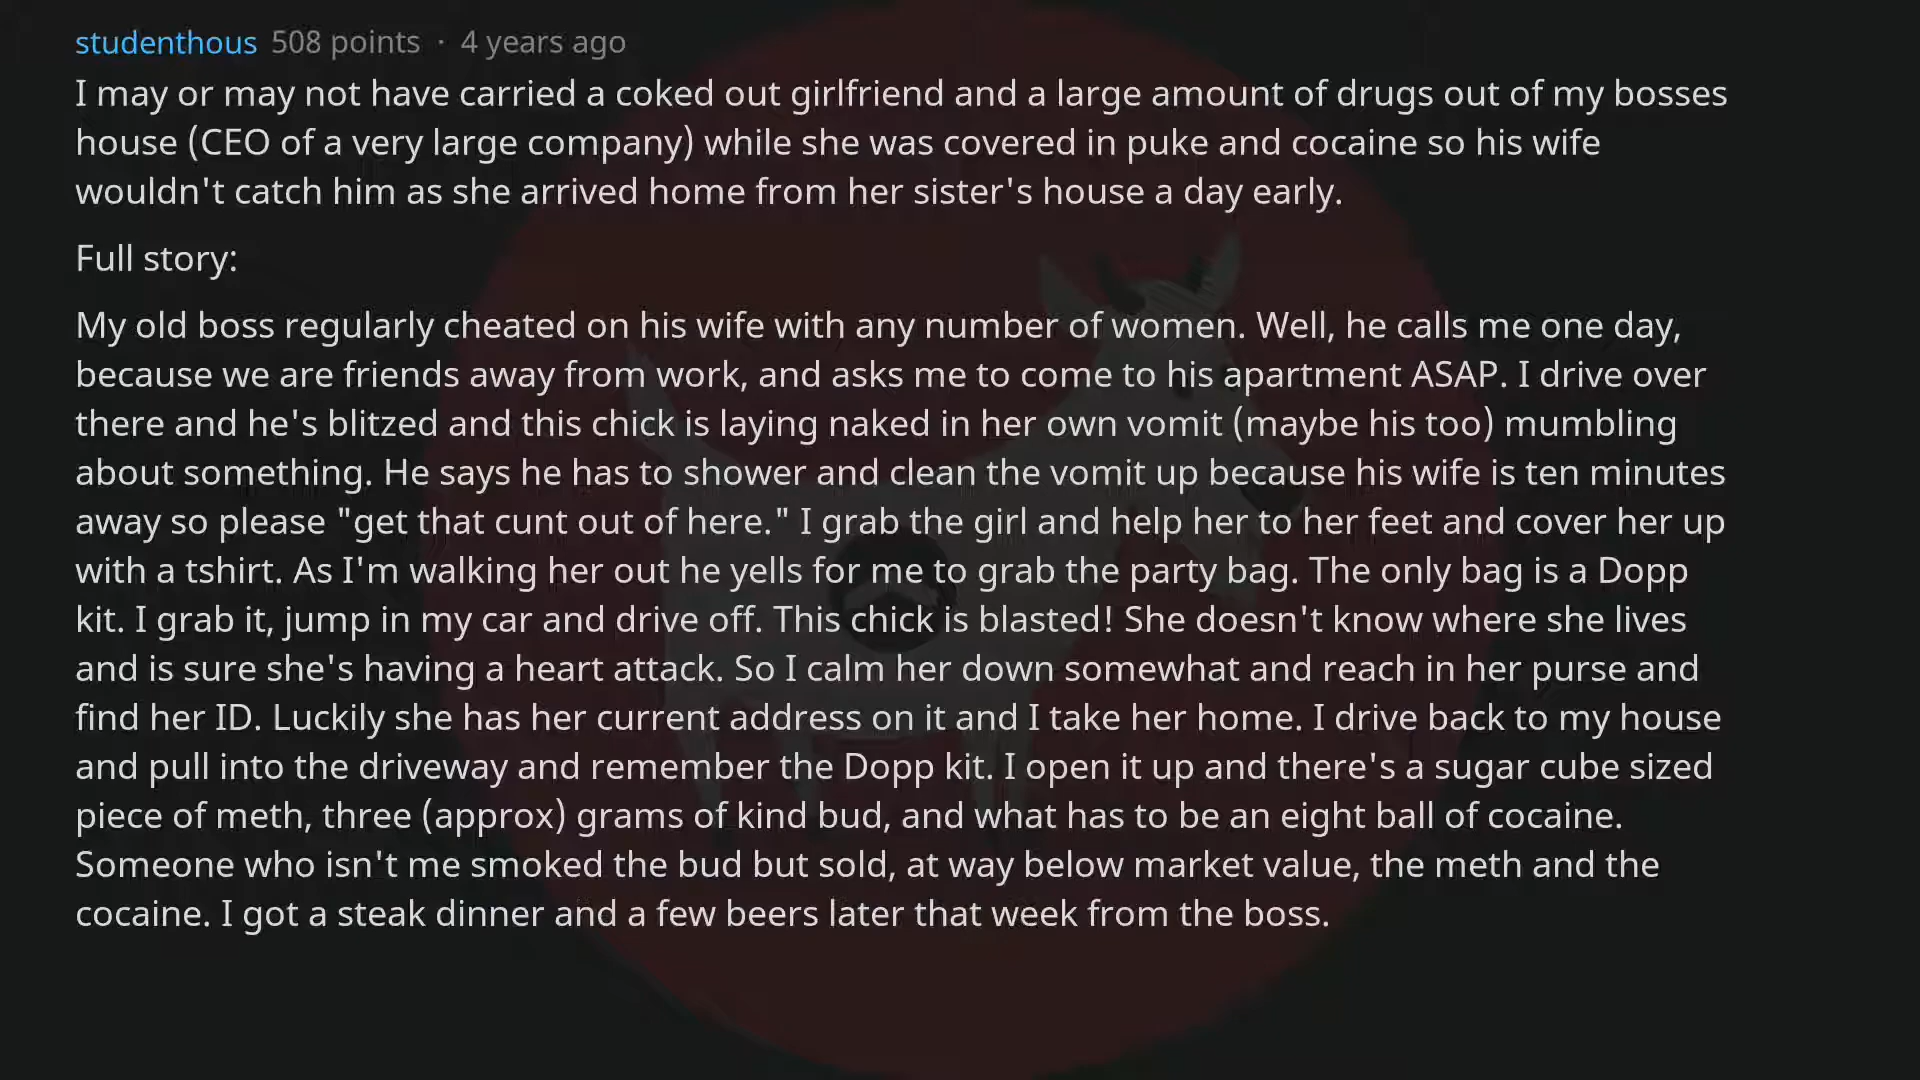 studenthous 508 points · 4 years ago
I may or may not have carried a coked out girlfriend and a large amount of drugs out of my bosses
house (CEO of a very large company) while she was covered in puke and cocaine so his wife
wouldn't catch him as she arrived home from her sister's house a day early.
Full story:
My old boss regularly cheated on his wife with any number of women. Well, he calls me one day,
because we are friends away from work, and asks me to come to his apartment ASAP. I drive over
there and he's blitzed and this chick is laying naked in her own vomit (maybe his too) mumbling
about something. He says he has to shower and clean the vomit up because his wife is ten minutes
away so please "get that cunt out of here." I grab the girl and help her to her feet and cover her up
with a tshirt. As I'm walking her out he yells for me to grab the party bag. The only bag is a Dopp
kit. I grab it, jump in my car and drive off. This chick is blasted! She doesn't know where she lives
and is sure she's having a heart attack. So I calm her down somewhat and reach in her purse and
find her ID. Luckily she has her current address on it and I take her home. I drive back to my house
and pull into the driveway and remember the Dopp kit. I open it up and there's a sugar cube sized
piece of meth, three (approx) grams of kind bud, and what has to be an eight ball of cocaine.
Someone who isn't me smoked the bud but sold, at way below market value, the meth and the
cocaine. I got a steak dinner and a few beers later that week from the boss.